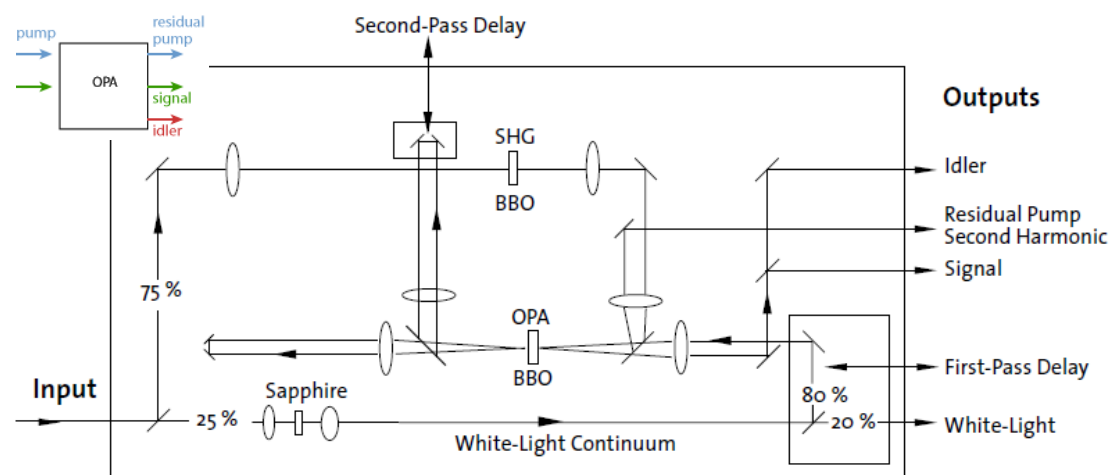 Second-Pass Delay
pump
residual
pump
OPA
signal
idler
Outputs
SHG
BBO
Idler
Residual Pump
Second Harmonic
Signal
75 %
OPA
BBO
First-Pass Delay
Input
Sapphire
80 %
25 %
20 %
White-Light
White-Light Continuum